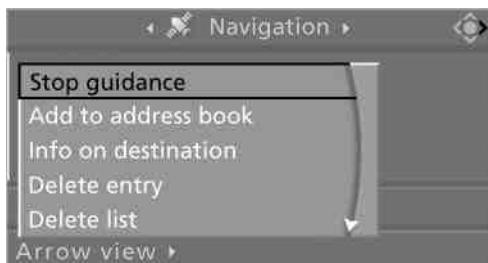 Navigation
Stop guidance
Add to address book
Info on destination
Delete entry
Delete list
Arrow view